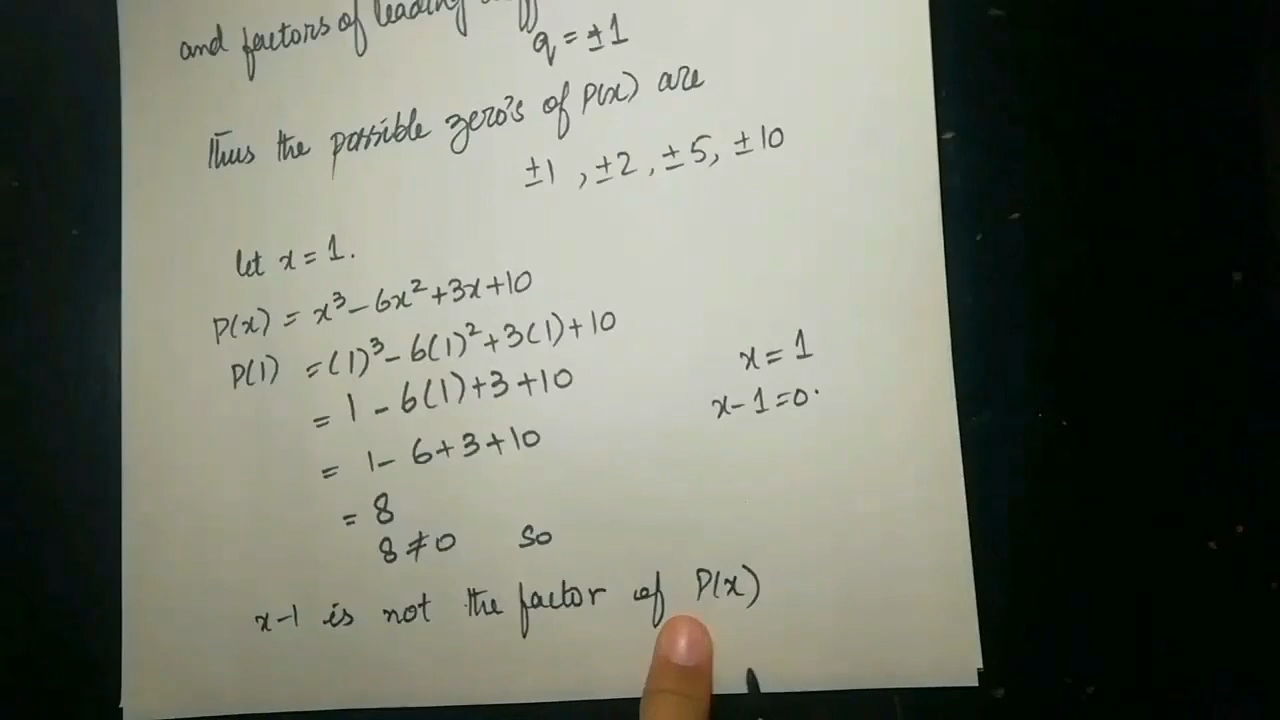 and factors of leading
q = ±1
Thus the possible zero's of P(x) are
±1 , ±2 , ±5, ±10
let x = 1.
P(x) = x³ - 6x² + 3x + 10
P(1) = (1)³ - 6(1)² + 3(1) + 10
= 1 - 6(1) + 3 + 10
x = 1
= 1 - 6 + 3 + 10
x - 1 = 0.
= 8
8 ≠ 0 So
x-1 is not the factor of P(x)